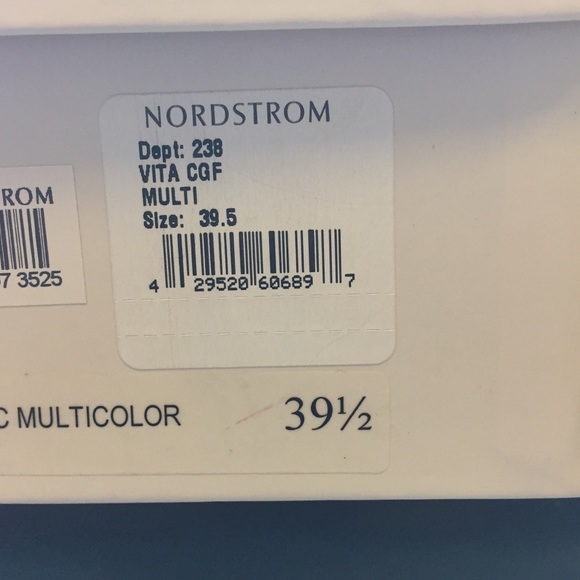 NORDSTROM
Dept: 238
VITA CGF
MULTI
Size: 39.5
4 29520 60689 7
ROM
7 3525
C MULTICOLOR
39½